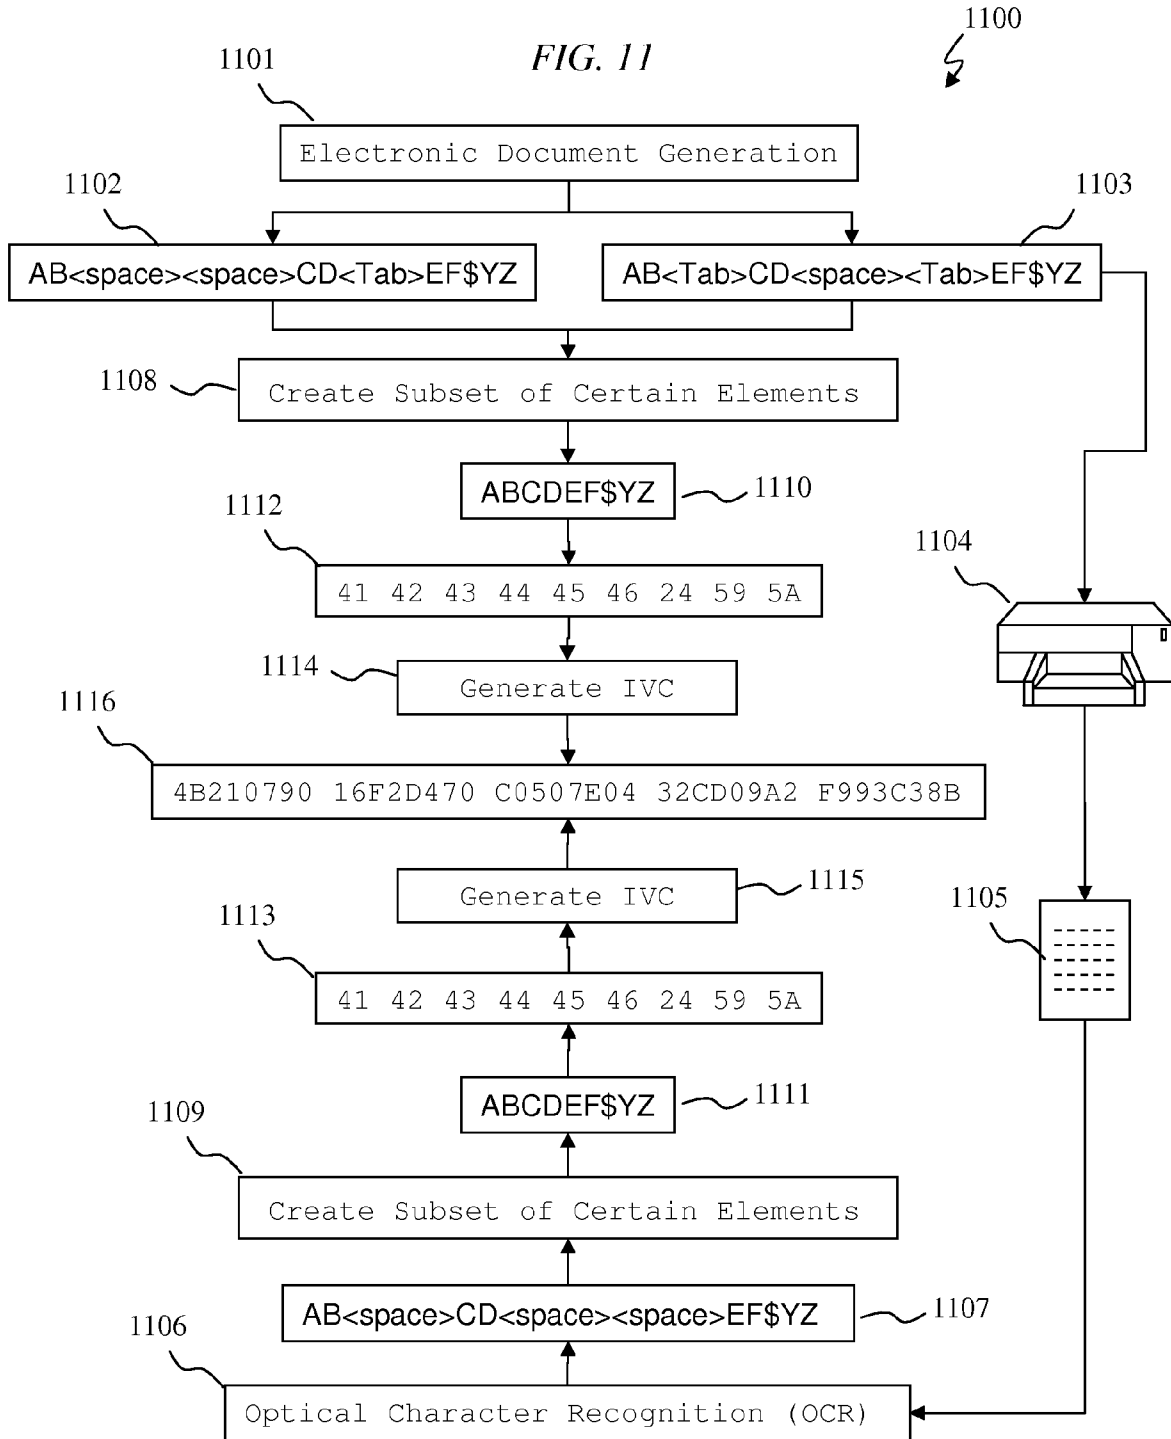 1100
FIG. 11
1101
Electronic Document Generation
1102
1103
AB<space><space>CD<Tab>EF$YZ
AB<Tab>CD<space><Tab>EF$YZ
1108
Create Subset of Certain Elements
ABCDEF$YZ
1110
1112
41 42 43 44 45 46 24 59 5A
1104
1114
Generate IVC
1116
4B210790 16F2D470 C0507E04 32CD09A2 F993C38B
Generate IVC
1115
1105
1113
41 42 43 44 45 46 24 59 5A
ABCDEF$YZ
1111
1109
Create Subset of Certain Elements
AB<space>CD<space><space>EF$YZ
1107
1106
Optical Character Recognition (OCR)